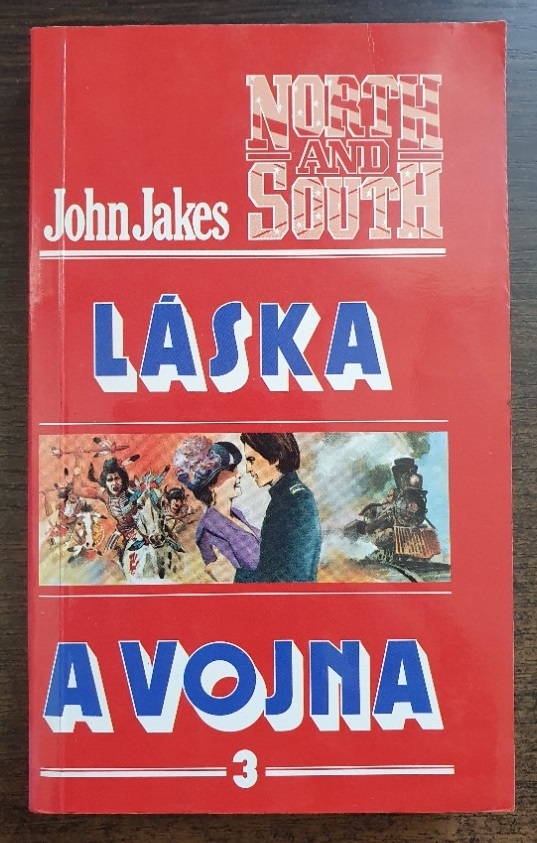 NORTH
AND
SOUTH
John Jakes
LÁSKA
A VOJNA
3